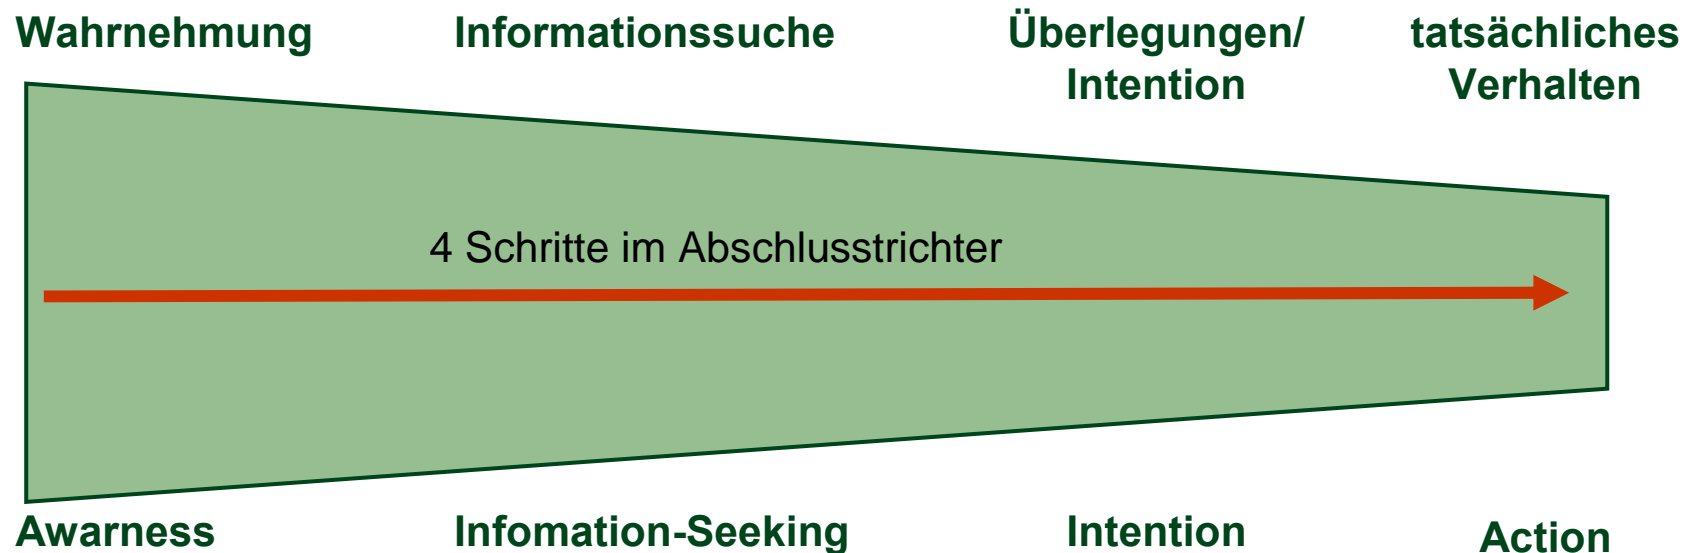 Wahrnehmung
Informationssuche
Überlegungen/
Intention
tatsächliches
Verhalten
4 Schritte im Abschlusstrichter
Awarness
Infomation-Seeking
Intention
Action